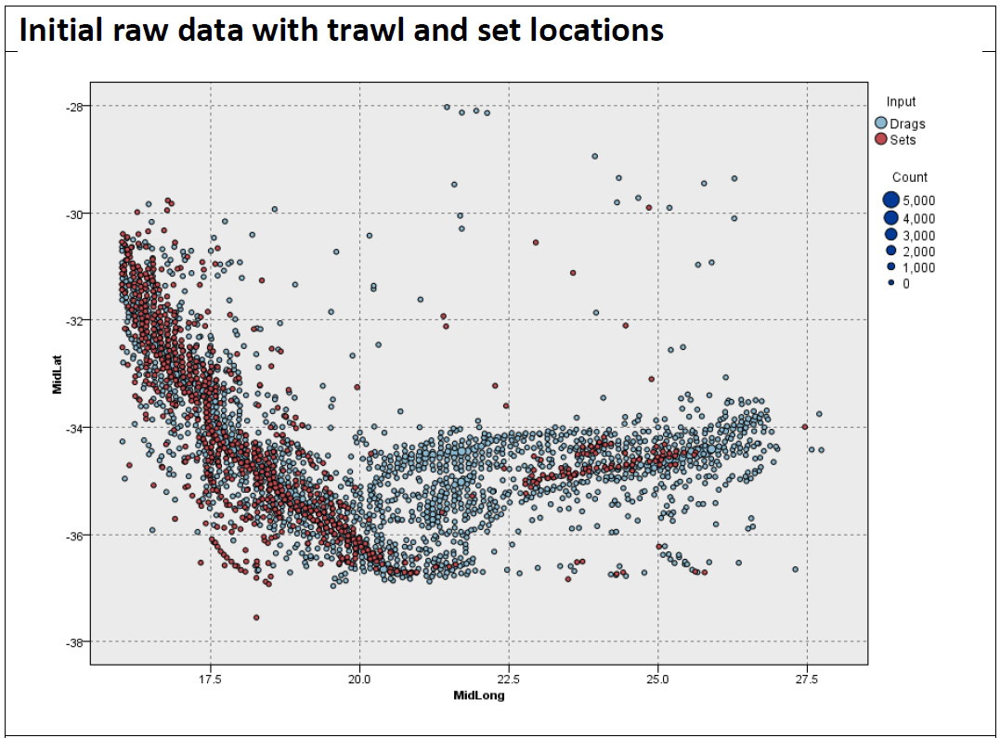 Initial raw data with trawl and set locations
-28
-30
-32
-34
-36
-38
MidLat
17.5
20.0
22.5
25.0
27.5
MidLong
Input
Drags
Sets
Count
5,000
4,000
3,000
2,000
1,000
0